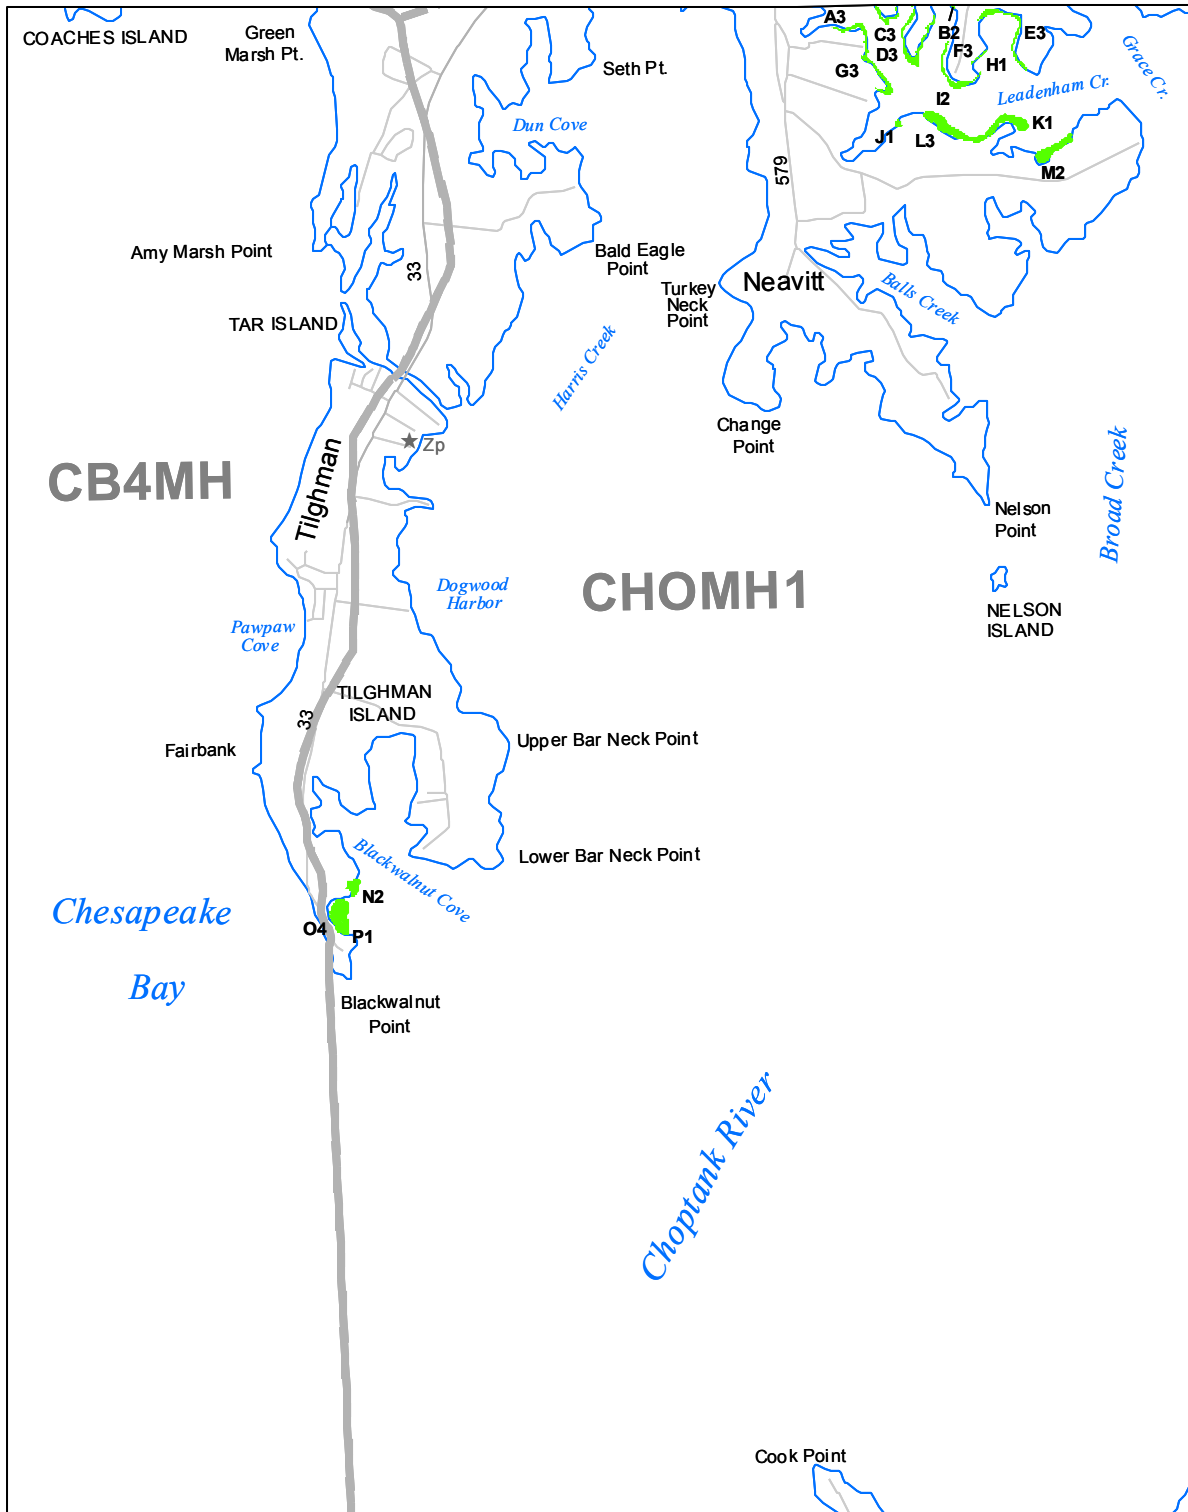 COACHES ISLAND
Green
Marsh Pt.
Seth Pt.
Dun Cove
A3
C3
D3
B2
F3
E3
H1
G3
I2
Leadenham Cr.
Grace Cr.
J1
L3
K1
M2
579
Amy Marsh Point
33
Bald Eagle
Point
Turkey
Neck
Point
Neavitt
Balls Creek
TAR ISLAND
Harris Creek
Change
Point
Zp
CB4MH
Tilghman
Broad Creek
Nelson
Point
Dogwood
Harbor
CHOMH1
NELSON
ISLAND
Pawpaw
Cove
TILGHMAN
ISLAND
33
Fairbank
Upper Bar Neck Point
Lower Bar Neck Point
Blackwalnut Cove
N2
O4
P1
Chesapeake
Bay
Blackwalnut
Point
Choptank River
Cook Point